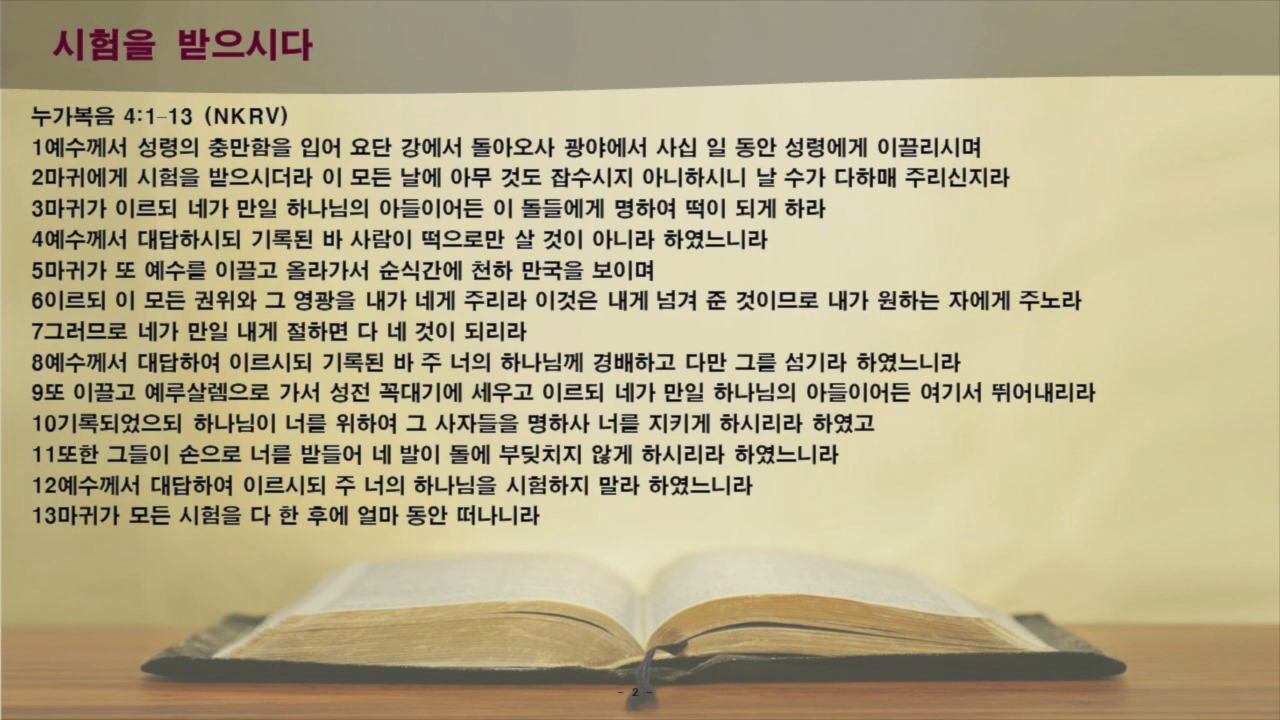 시험을 받으시다
누가복음 4:1-13 (NKRV)
1예수께서 성령의 충만함을 입어 요단 강에서 돌아오사 광야에서 사십 일 동안 성령에게 이끌리시며
2마귀에게 시험을 받으시더라 이 모든 날에 아무 것도 잡수시지 아니하시니 날 수가 다하매 주리신지라
3마귀가 이르되 네가 만일 하나님의 아들이어든 이 돌들에게 명하여 떡이 되게 하라
4예수께서 대답하시되 기록된 바 사람이 떡으로만 살 것이 아니라 하였느니라
5마귀가 또 예수를 이끌고 올라가서 순식간에 천하 만국을 보이며
6이르되 이 모든 권위와 그 영광을 내가 네게 주리라 이것은 내게 넘겨 준 것이므로 내가 원하는 자에게 주노라
7그러므로 네가 만일 내게 절하면 다 네 것이 되리라
8예수께서 대답하여 이르시되 기록된 바 주 너의 하나님께 경배하고 다만 그를 섬기라 하였느니라
9또 이끌고 예루살렘으로 가서 성전 꼭대기에 세우고 이르되 네가 만일 하나님의 아들이어든 여기서 뛰어내리라
10기록되었으되 하나님이 너를 위하여 그 사자들을 명하사 너를 지키게 하시리라 하였고
11또한 그들이 손으로 너를 받들어 네 발이 돌에 부딪치지 않게 하시리라 하였느니라
12예수께서 대답하여 이르시되 주 너의 하나님을 시험하지 말라 하였느니라
13마귀가 모든 시험을 다 한 후에 얼마 동안 떠나니라
- 2 -